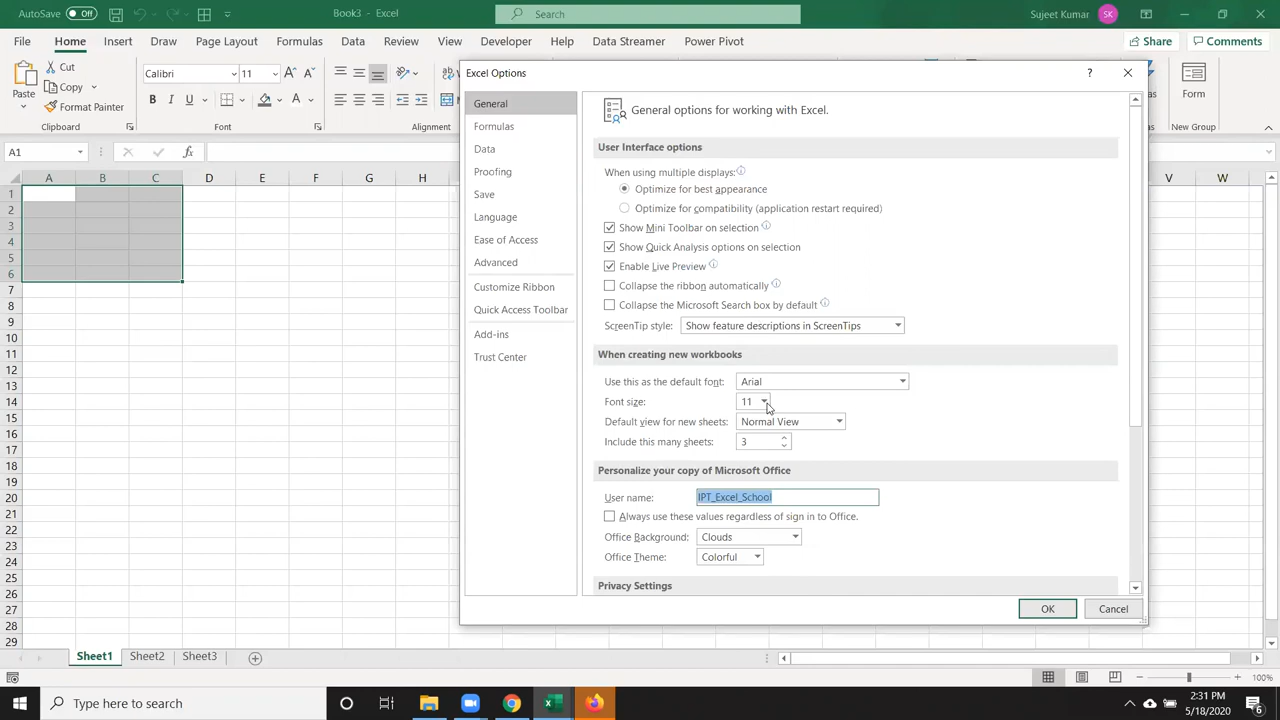 Book3 - Excel
Search
Sujeet Kumar
SK
File Home Insert Draw Page Layout Formulas Data Review View Developer Help Data Streamer Power Pivot
Share
Comments
Paste
Cut
Copy
Format Painter
Clipboard
Calibri
11
B I U
Font
ab
Form
New Group
A1
fx
A B C D E F G H V W
1
2
3
4
5
6
7
8
9
10
11
12
13
14
15
16
17
18
19
20
21
22
23
24
25
26
27
28
29
Excel Options
?
General
Formulas
Data
Proofing
Save
Language
Ease of Access
Advanced
Customize Ribbon
Quick Access Toolbar
Add-ins
Trust Center
General options for working with Excel.
User Interface options
When using multiple displays:
Optimize for best appearance
Optimize for compatibility (application restart required)
Show Mini Toolbar on selection
Show Quick Analysis options on selection
Enable Live Preview
Collapse the ribbon automatically
Collapse the Microsoft Search box by default
ScreenTip style: Show feature descriptions in ScreenTips
When creating new workbooks
Use this as the default font: Arial
Font size: 11
Default view for new sheets: Normal View
Include this many sheets: 3
Personalize your copy of Microsoft Office
User name: IPT_Excel_School
Always use these values regardless of sign in to Office.
Office Background: Clouds
Office Theme: Colorful
Privacy Settings
OK
Cancel
Sheet1 Sheet2 Sheet3
100%
Type here to search
2:31 PM
5/18/2020
6